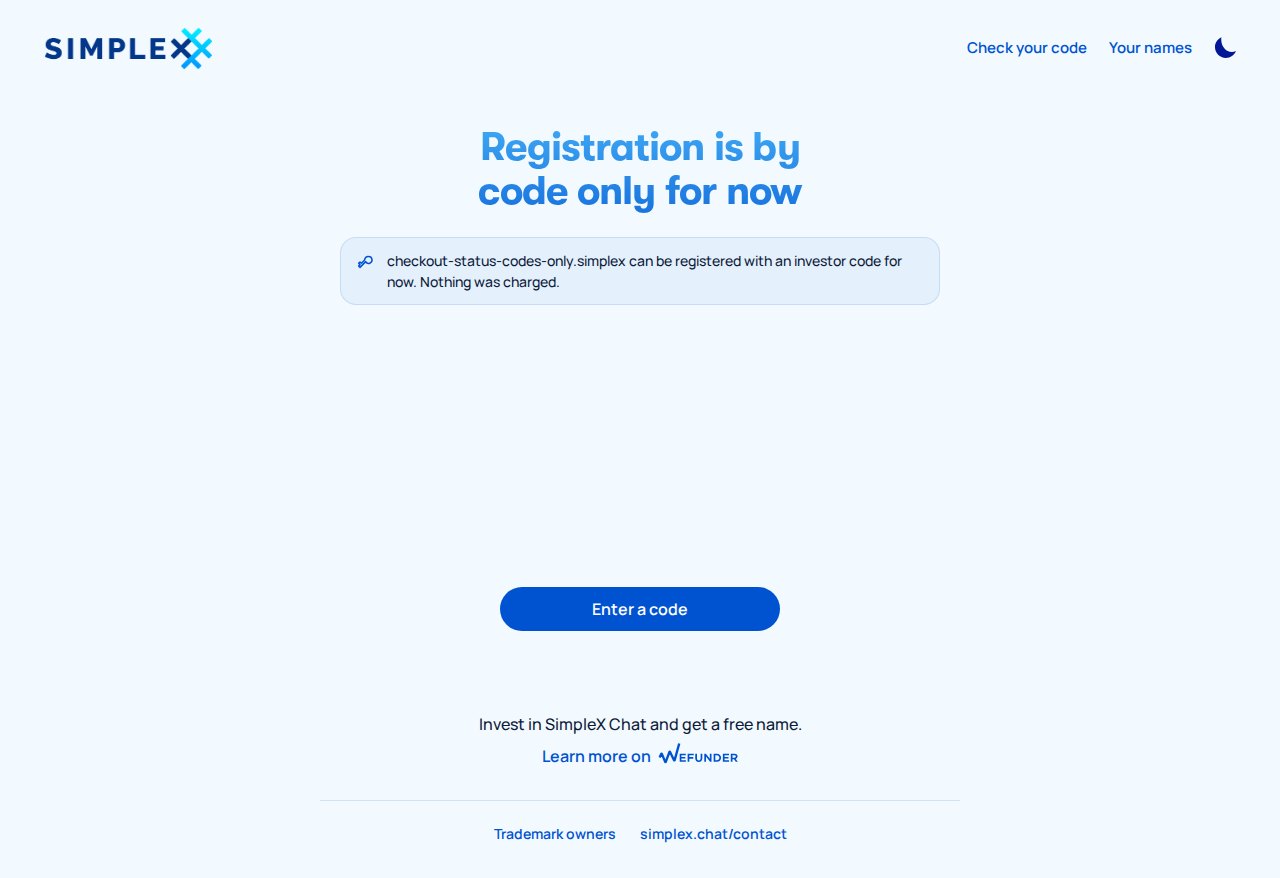 SIMPLEX
Check your code
Your names
Registration is by
code only for now
checkout-status-codes-only.simplex can be registered with an investor code for
now. Nothing was charged.
Enter a code
Invest in SimpleX Chat and get a free name.
Learn more on WEFUNDER
Trademark owners
simplex.chat/contact